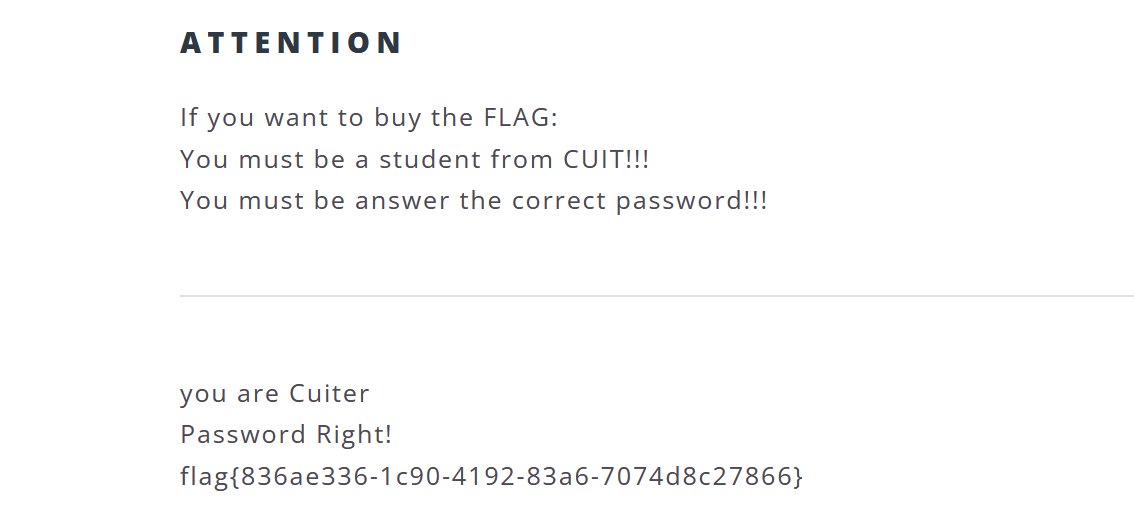 ATTENTION
If you want to buy the FLAG:
You must be a student from CUIT!!!
You must be answer the correct password!!!
you are Cuiter
Password Right!
flag{836ae336-1c90-4192-83a6-7074d8c27866}